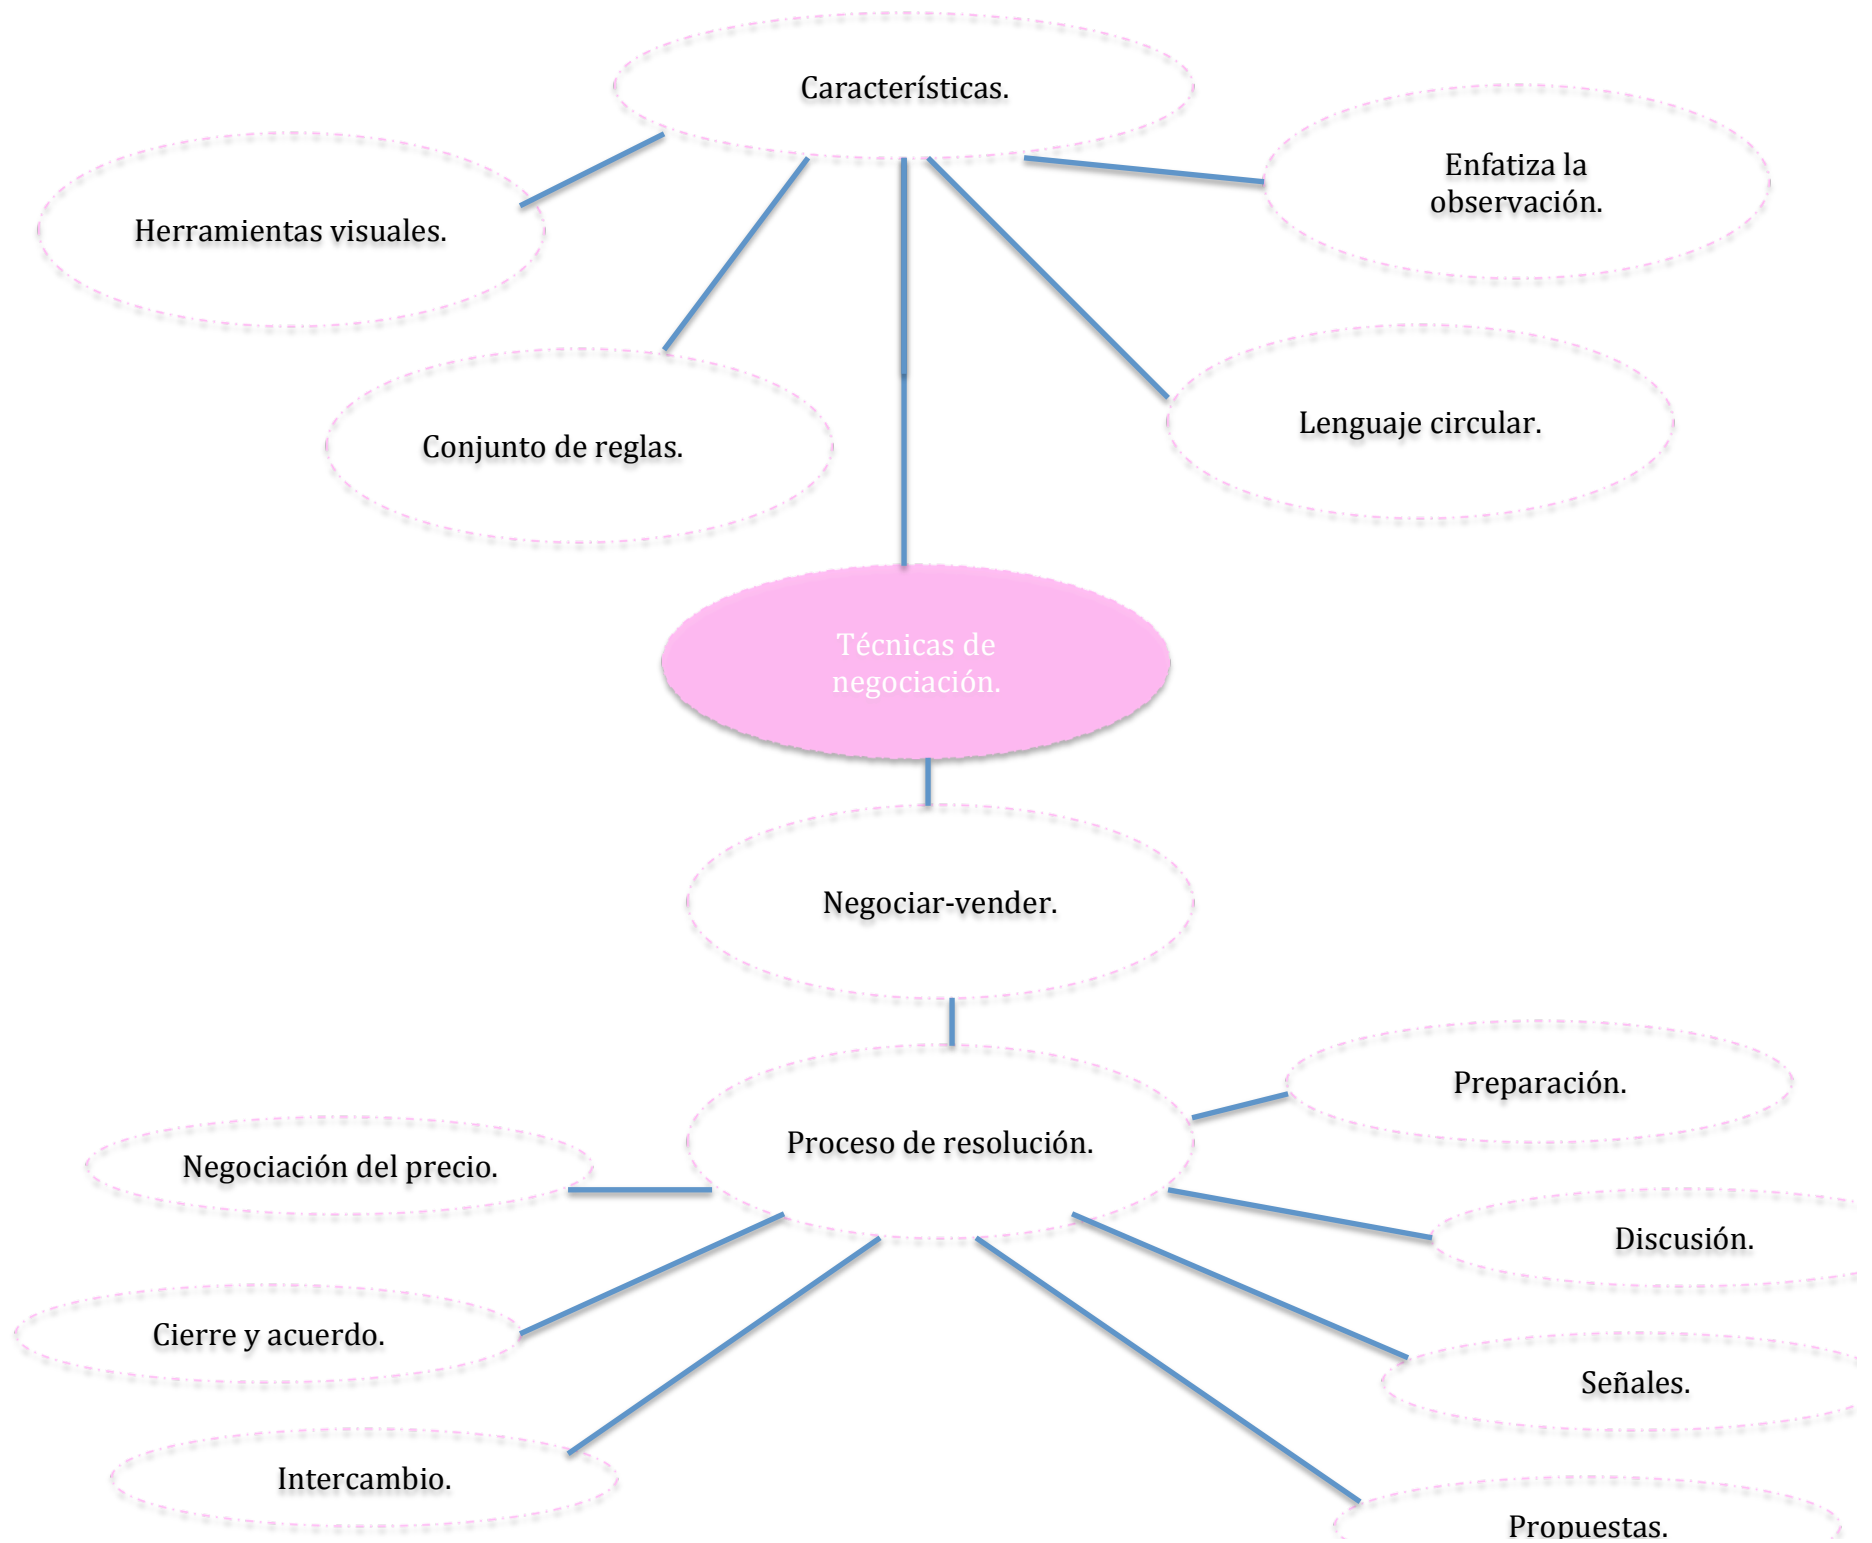 Característicias.
Enfatiza la
observación.
Herramientas visuales.
Lenguaje circular.
Conjunto de reglas.
Técnicas de
negociación.
Negociar-vender.
Preparación.
Proceso de resolución.
Negociación del precio.
Discusión.
Cierre y acuerdo.
Señales.
Intercambio.
Propuestas.